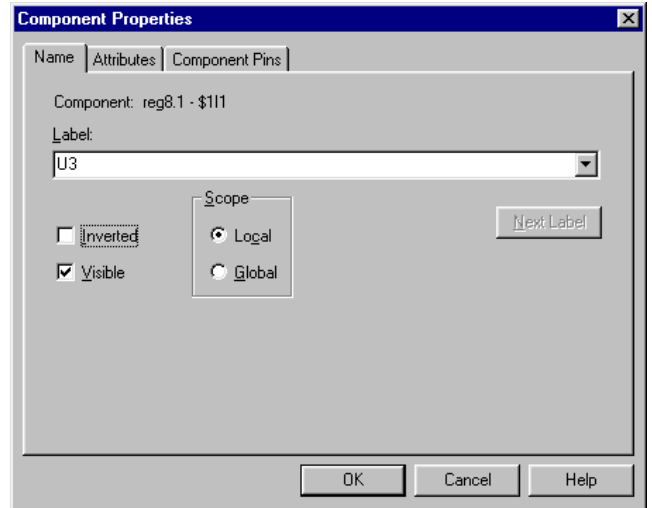 Component Properties
Name Attributes Component Pins
Component: reg8.1 - $1I1
Label:
U3
Scope
Inverted Local Next Label
Visible Global
OK Cancel Help